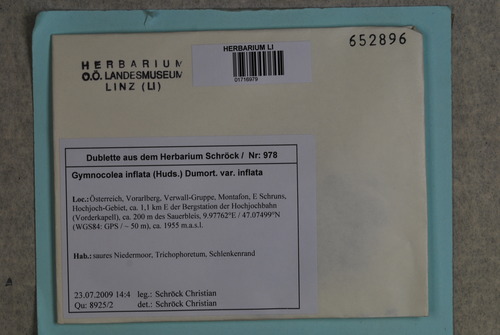 652896
HERBARIUM
O.Ö. LANDESMUSEUM
LINZ (LI)
HERBARIUM LI
01716979
Dublette aus dem Herbarium Schröck / Nr: 978
Gymnocolea inflata (Huds.) Dumort. var. inflata
Loc.: Österreich, Vorarlberg, Verwall-Gruppe, Montafon, E Schruns,
Hochjoch-Gebiet, ca. 1,1 km E der Bergstation der Hochjochbahn
(Vorderkapell), ca. 200 m des Sauerbleis, 9.97762°E / 47.07499°N
(WGS84: GPS / ~ 50 m), ca. 1955 m.a.s.l.
Hab.: saures Niedermoor, Trichophoretum, Schlenkenrand
23.07.2009 14:4 leg.: Schröck Christian
Qu: 8925/2 det.: Schröck Christian